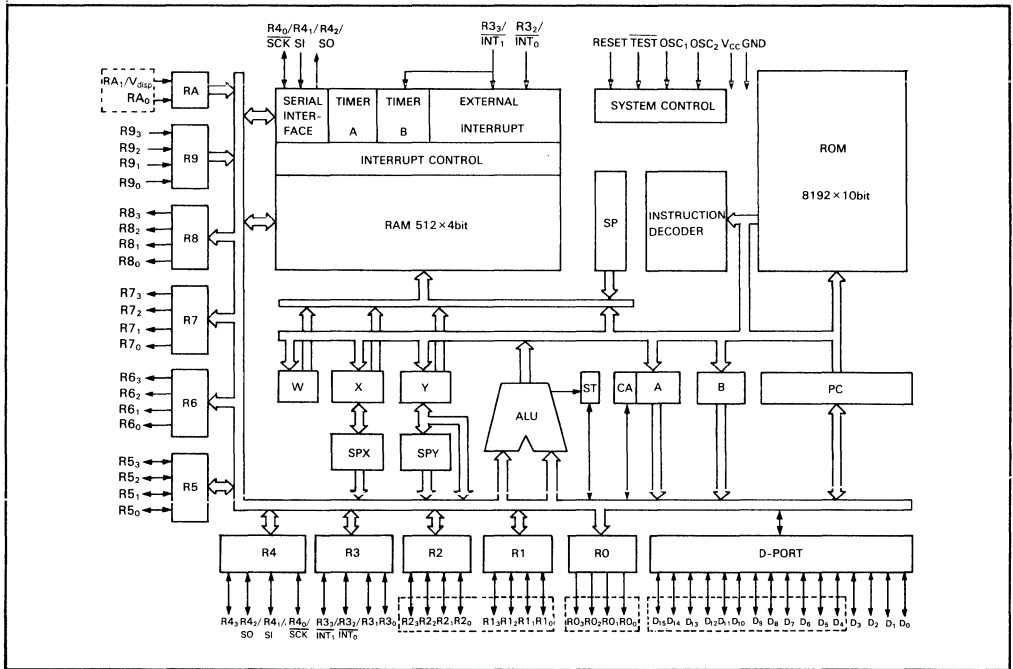 R4₀/ R4₁/ R4₂/
SCK SI SO
R3₃/ R3₂/
INT₁ INT₀
RESET TEST OSC₁ OSC₂ Vcc GND
RA₁/Vdisp
RA₀
RA
SERIAL INTER-FACE
TIMER A
TIMER B
EXTERNAL INTERRUPT
SYSTEM CONTROL
ROM
8192×10bit
INTERRUPT CONTROL
RAM 512×4bit
SP
INSTRUCTION
DECODER
R9₃
R9₂
R9₁
R9₀
R9
R8₃
R8₂
R8₁
R8₀
R8
R7₃
R7₂
R7₁
R7₀
R7
R6₃
R6₂
R6₁
R6₀
R6
R5₃
R5₂
R5₁
R5₀
R5
W X Y ALU ST CA A B PC
SPX SPY
R4 R3 R2 R1 R0 D-PORT
R4₃ R4₂/ R4₁/ R4₀/ R3₃/ R3₂/ R3₁ R3₀ R2₃ R2₂ R2₁ R2₀ R1₃ R1₂ R1₁ R1₀ R0₃ R0₂ R0₁ R0₀ D₁₅ D₁₄ D₁₃ D₁₂ D₁₁ D₁₀ D₉ D₈ D₇ D₆ D₅ D₄ D₃ D₂ D₁ D₀
SO SI SCK INT₁ INT₀